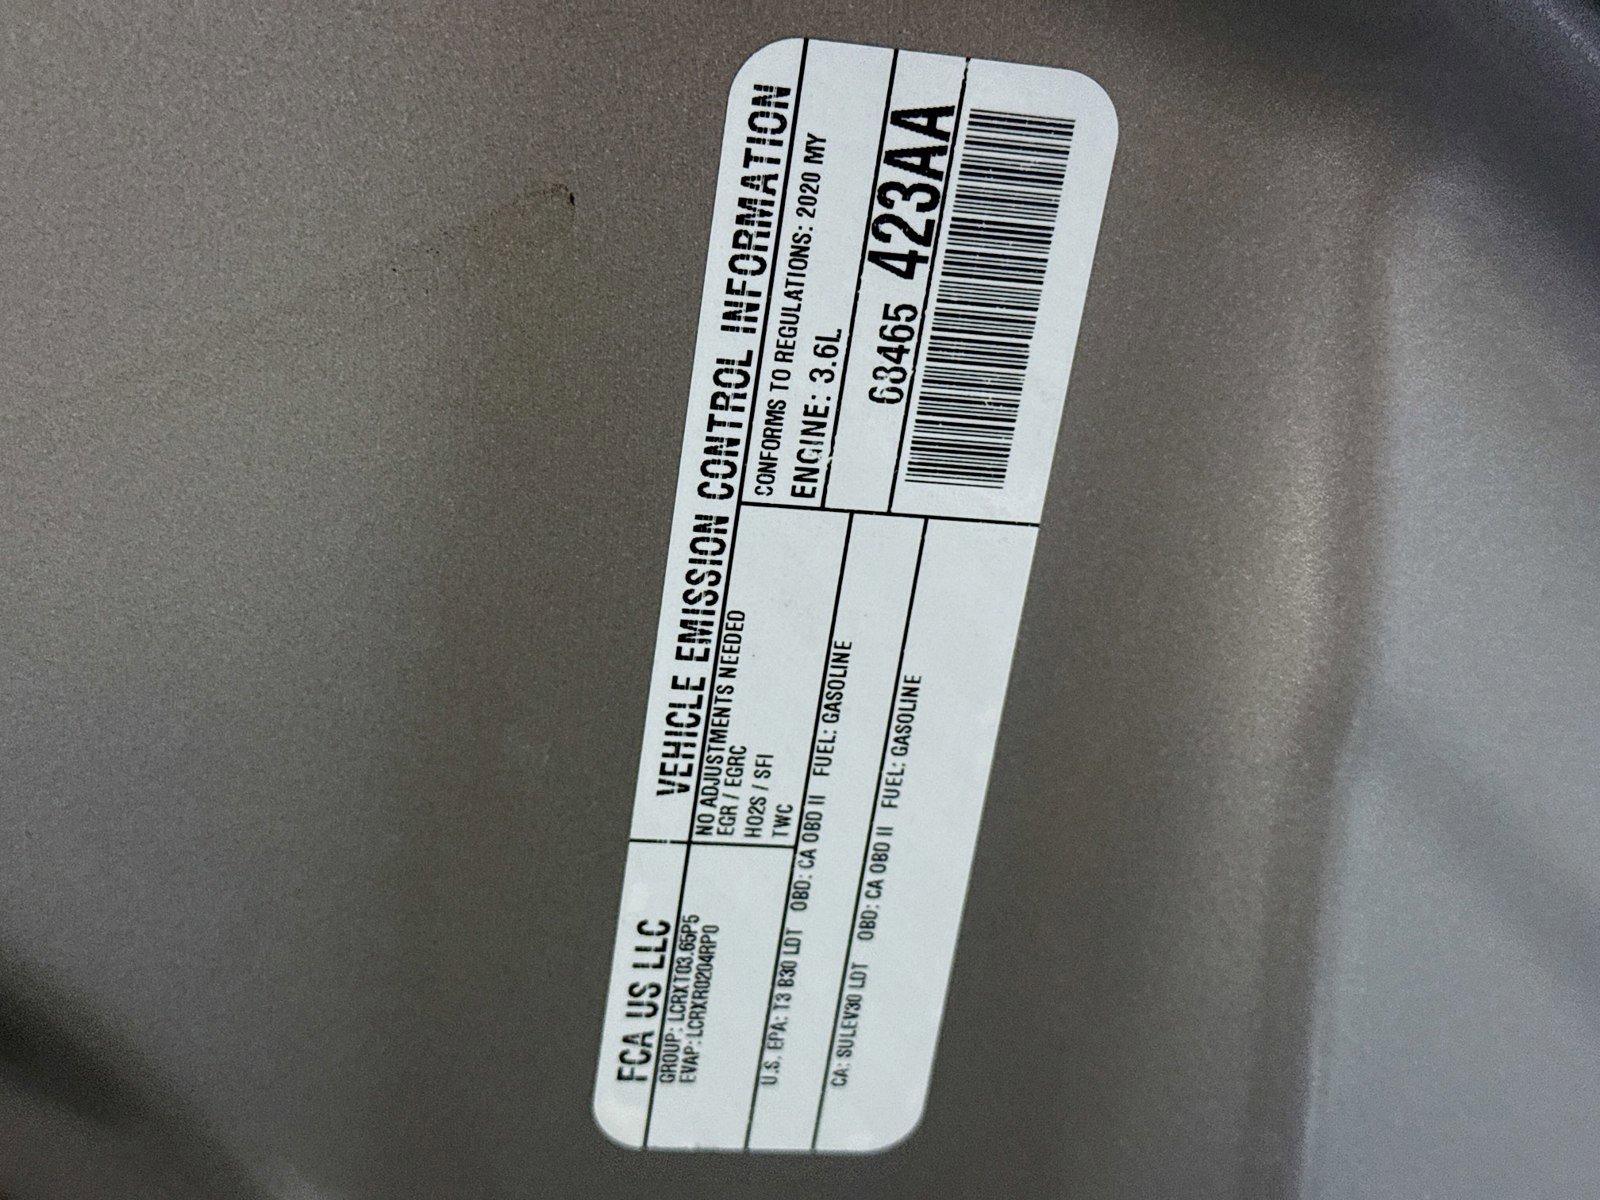 FCA US LLC
VEHICLE EMISSION CONTROL INFORMATION
GROUP: LCRXT03.65P5
EVAP: LCRXR0204RP0
NO ADJUSTMENTS NEEDED
EGR / EGRC
HO2S / SFI
TWC
CONFORMS TO REGULATIONS: 2020 MY
ENGINE: 3.6L
U.S. EPA: T3 B30 LDT OBD: CA OBD II FUEL: GASOLINE
CA: SULEV30 LDT OBD: CA OBD II FUEL: GASOLINE
68465 423AA